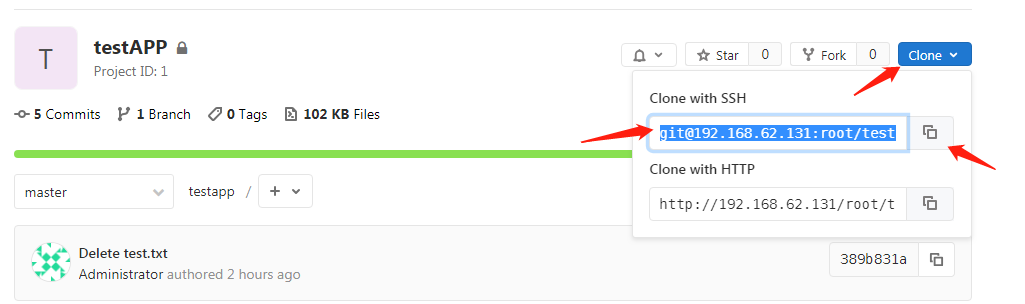 T
testAPP
Project ID: 1
Star 0
Fork 0
Clone
5 Commits 1 Branch 0 Tags 102 KB Files
Clone with SSH
git@192.168.62.131:root/test
Clone with HTTP
http://192.168.62.131/root/t
master testapp / +
Delete test.txt
Administrator authored 2 hours ago
389b831a